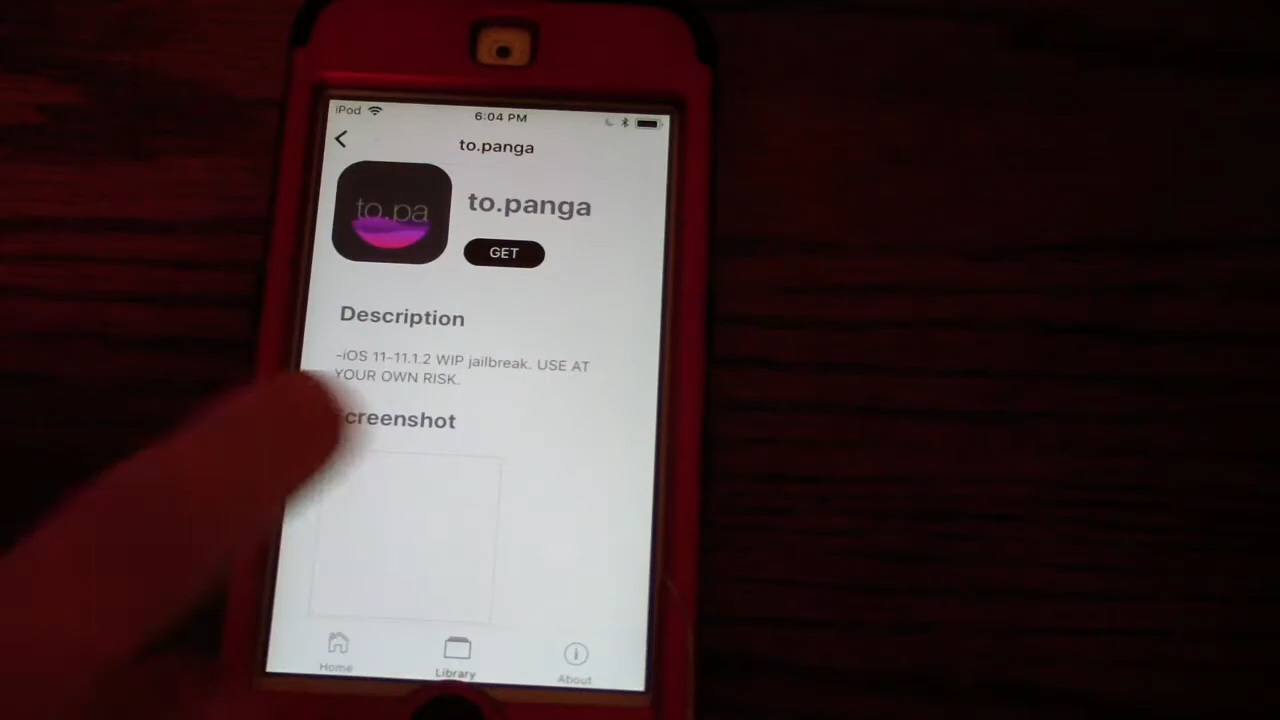 iPod
6:04 PM
to.panga
to.pa
to.panga
GET
Description
-iOS 11-11.1.2 WIP jailbreak. USE AT
YOUR OWN RISK.
creenshot
Home
Library
About